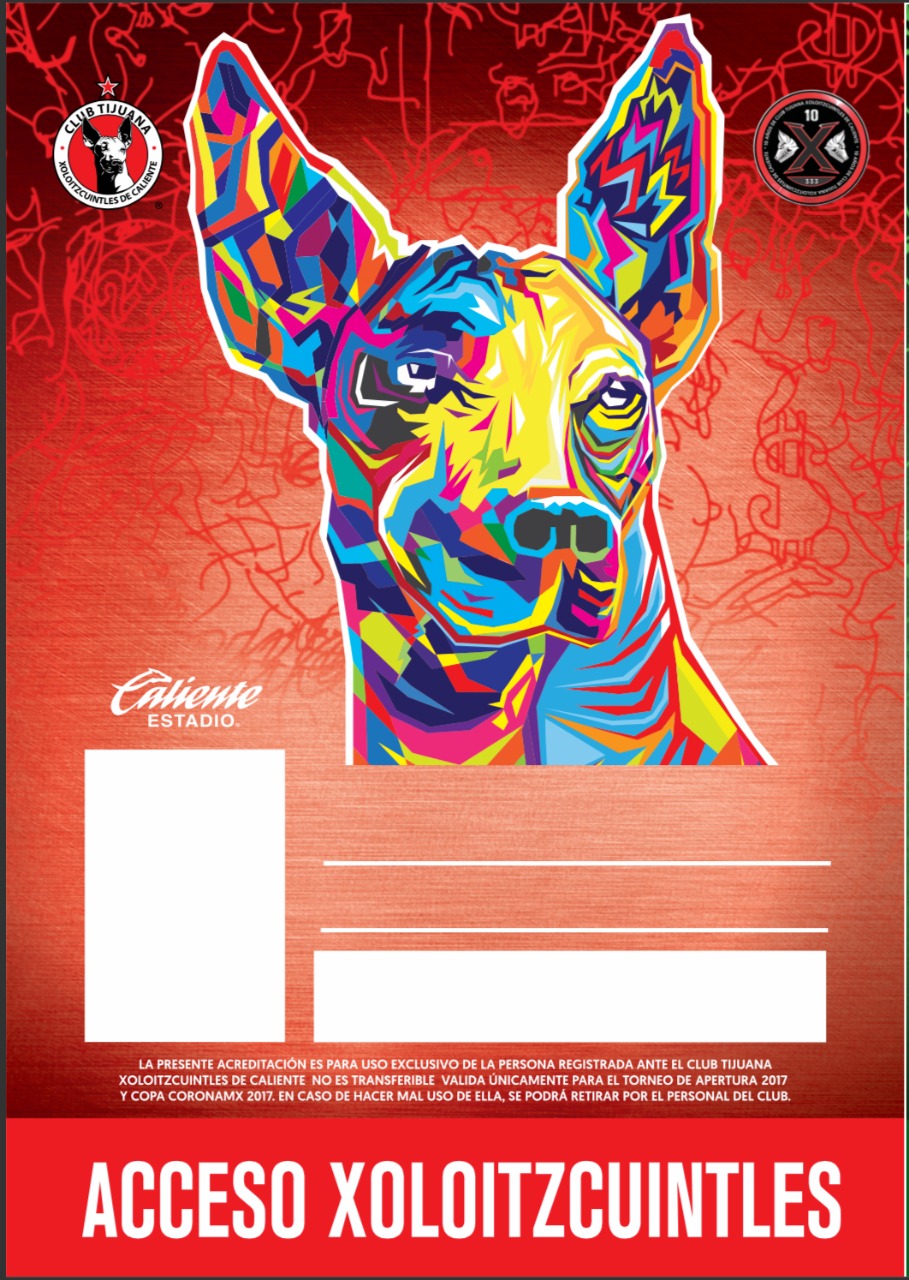 CLUB TIJUANA
XOLOITZCUINTLES DE CALIENTE
®
10
X
333
Caliente
ESTADIO
LA PRESENTE ACREDITACIÓN ES PARA USO EXCLUSIVO DE LA PERSONA REGISTRADA ANTE EL CLUB TIJUANA
XOLOITZCUINTLES DE CALIENTE NO ES TRANSFERIBLE VALIDA ÚNICAMENTE PARA EL TORNEO DE APERTURA 2017
Y COPA CORONAMX 2017. EN CASO DE HACER MAL USO DE ELLA, SE PODRÁ RETIRAR POR EL PERSONAL DEL CLUB.
ACCESO XOLOITZCUINTLES